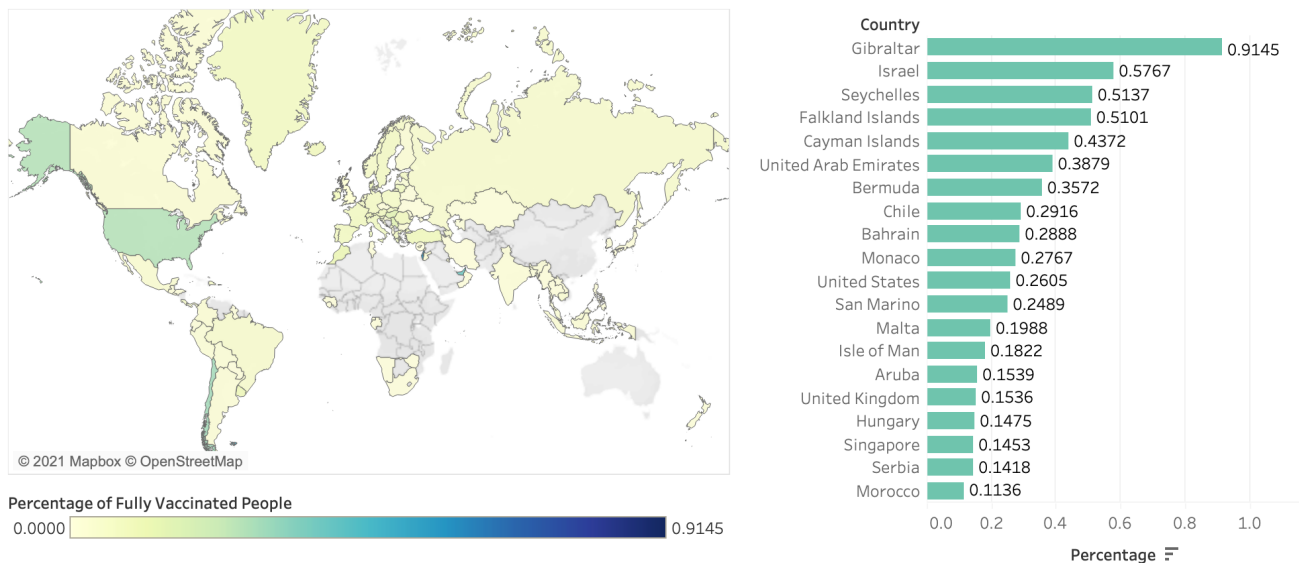 © 2021 Mapbox © OpenStreetMap
Percentage of Fully Vaccinated People
0.0000 0.9145
Country
Gibraltar 0.9145
Israel 0.5767
Seychelles 0.5137
Falkland Islands 0.5101
Cayman Islands 0.4372
United Arab Emirates 0.3879
Bermuda 0.3572
Chile 0.2916
Bahrain 0.2888
Monaco 0.2767
United States 0.2605
San Marino 0.2489
Malta 0.1988
Isle of Man 0.1822
Aruba 0.1539
United Kingdom 0.1536
Hungary 0.1475
Singapore 0.1453
Serbia 0.1418
Morocco 0.1136
0.0 0.2 0.4 0.6 0.8 1.0
Percentage